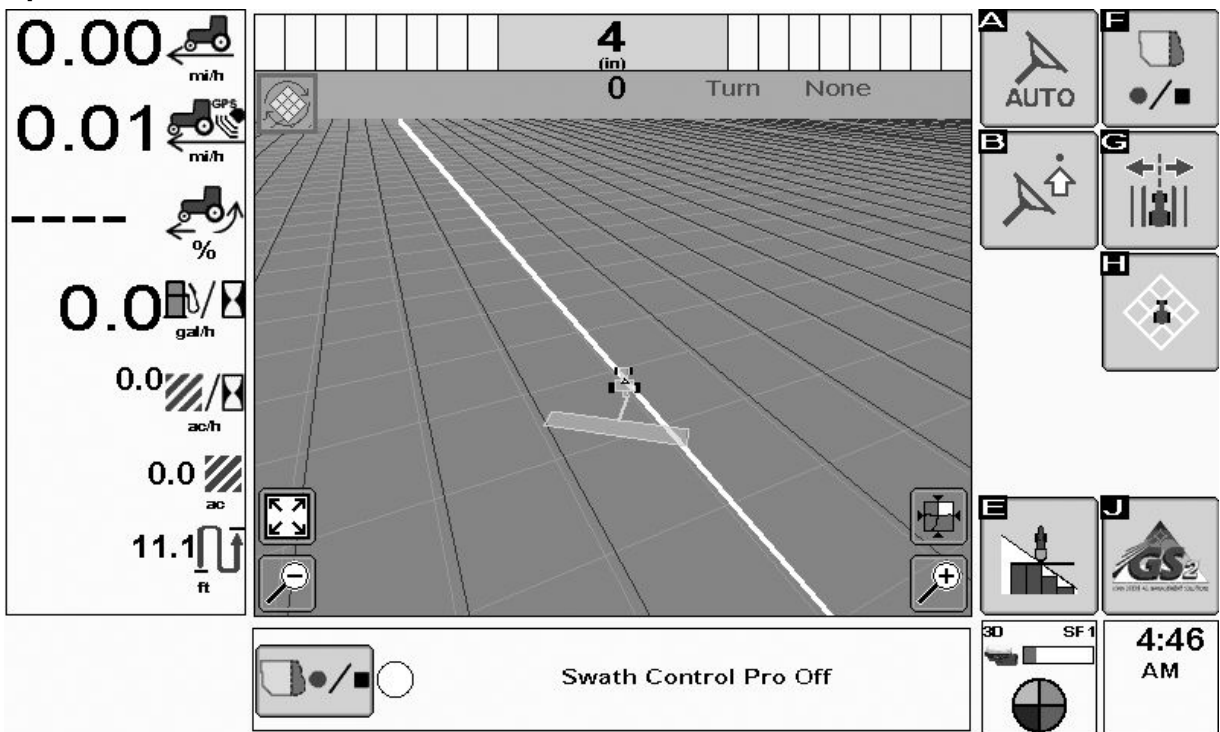 0.00
mi/h
0.01
GPS
mi/h
----
%
0.0
gal/h
0.0
ac/h
0.0
ac
11.1
ft
4
(in)
0 Turn None
Swath Control Pro Off
A
AUTO
F
B
G
H
E
J
GS2
3D SF1
4:46
AM